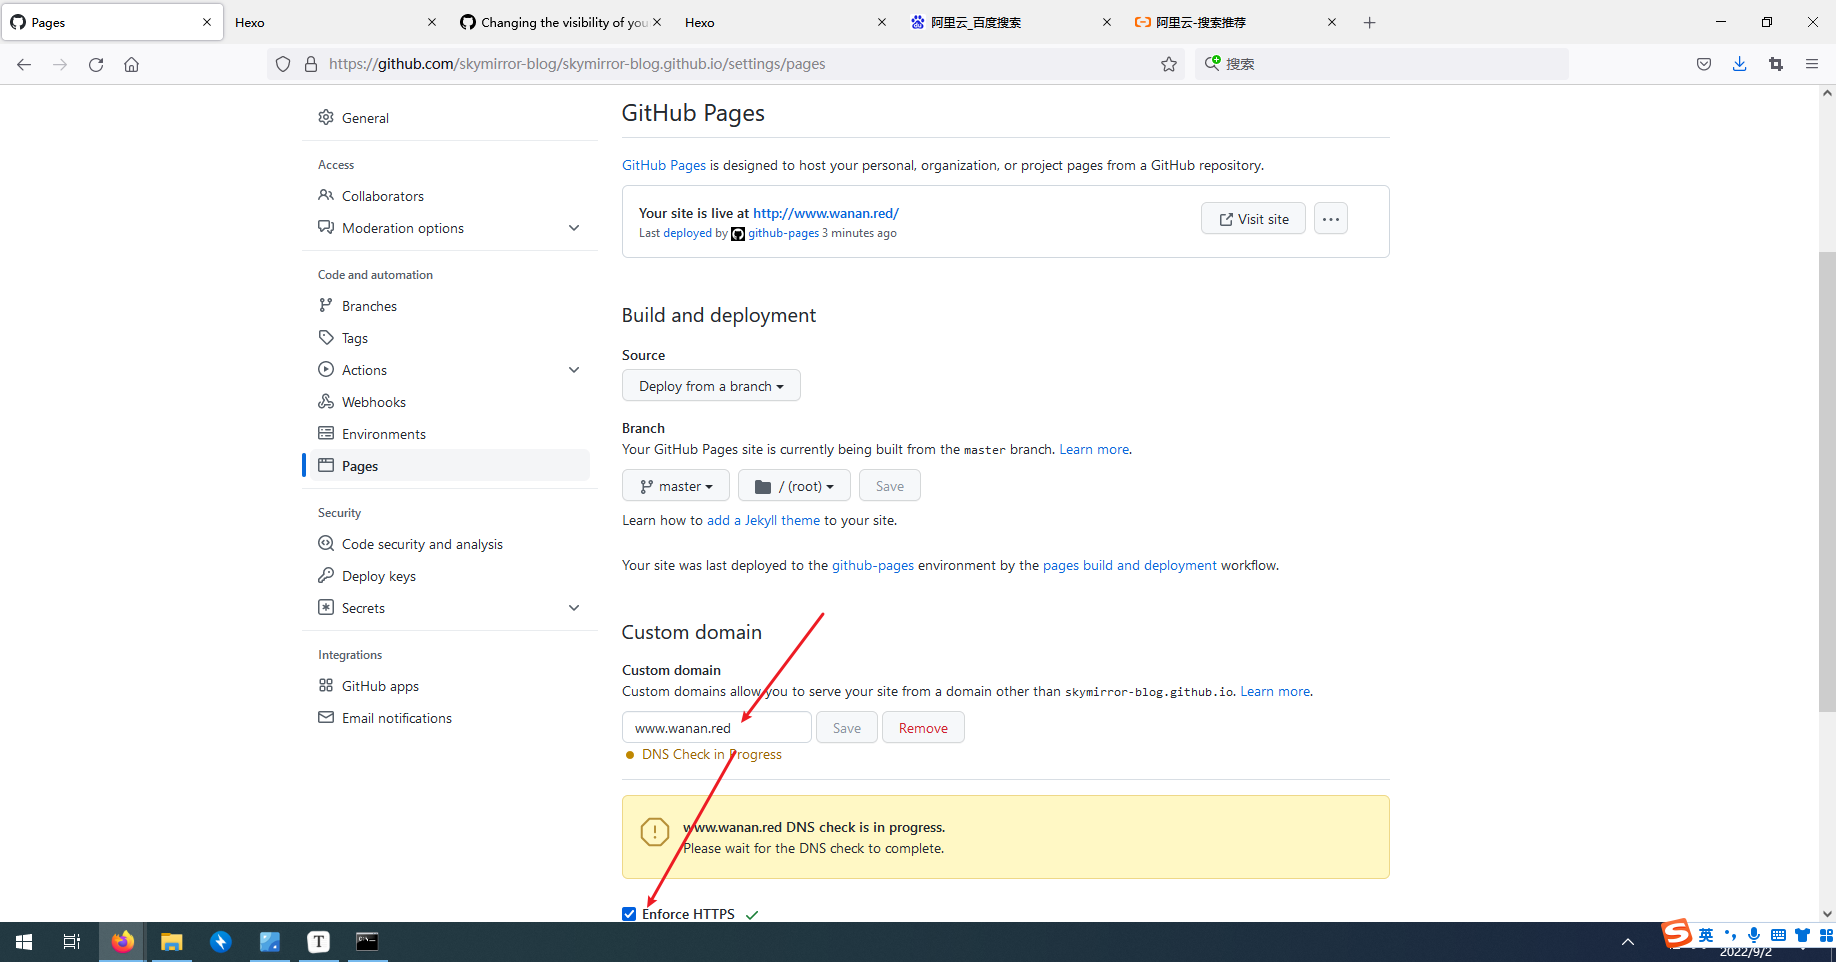 Pages
Hexo
Changing the visibility of you
Hexo
阿里云_百度搜索
阿里云-搜索推荐
https://github.com/skymirror-blog/skymirror-blog.github.io/settings/pages
搜索
General
Access
Collaborators
Moderation options
Code and automation
Branches
Tags
Actions
Webhooks
Environments
Pages
Security
Code security and analysis
Deploy keys
Secrets
Integrations
GitHub apps
Email notifications
GitHub Pages
GitHub Pages is designed to host your personal, organization, or project pages from a GitHub repository.
Your site is live at http://www.wanan.red/
Last deployed by github-pages 3 minutes ago
Visit site
Build and deployment
Source
Deploy from a branch
Branch
Your GitHub Pages site is currently being built from the master branch. Learn more.
master
/ (root)
Save
Learn how to add a Jekyll theme to your site.
Your site was last deployed to the github-pages environment by the pages build and deployment workflow.
Custom domain
Custom domain
Custom domains allow you to serve your site from a domain other than skymirror-blog.github.io. Learn more.
www.wanan.red
Save
Remove
DNS Check in Progress
www.wanan.red DNS check is in progress.
Please wait for the DNS check to complete.
Enforce HTTPS
T
S
英
2022/9/2